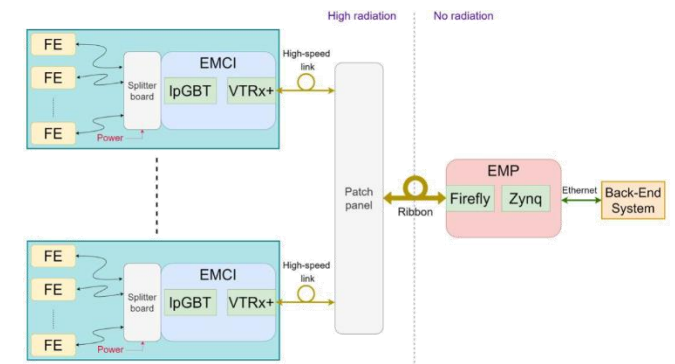 High radiation
No radiation
FE
FE
FE
Splitter
board
Power
EMCI
lpGBT
VTRx+
High-speed
link
Patch
panel
Ribbon
EMP
Firefly
Zynq
Ethernet
Back-End
System
FE
FE
FE
Splitter
board
Power
EMCI
lpGBT
VTRx+
High-speed
link